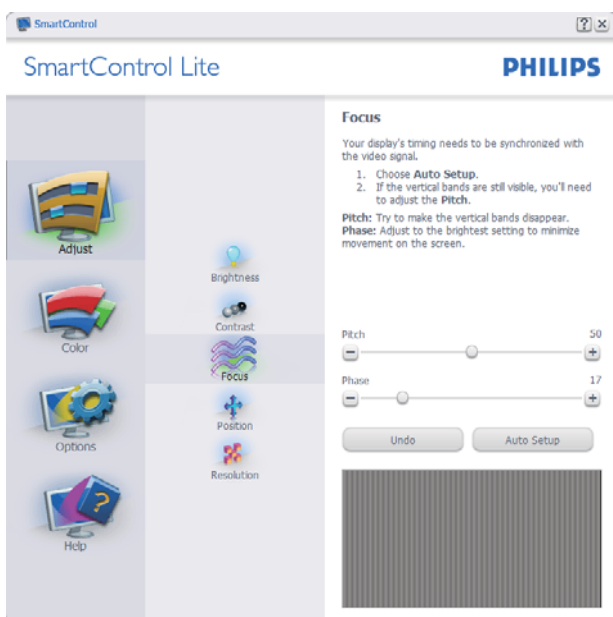 SmartControl
SmartControl Lite
PHILIPS
Adjust
Color
Options
Help
Brightness
Contrast
Focus
Position
Resolution
Focus
Your display's timing needs to be synchronized with
the video signal.
1. Choose Auto Setup.
2. If the vertical bands are still visible, you'll need
to adjust the Pitch.
Pitch: Try to make the vertical bands disappear.
Phase: Adjust to the brightest setting to minimize
movement on the screen.
Pitch 50
Phase 17
Undo Auto Setup